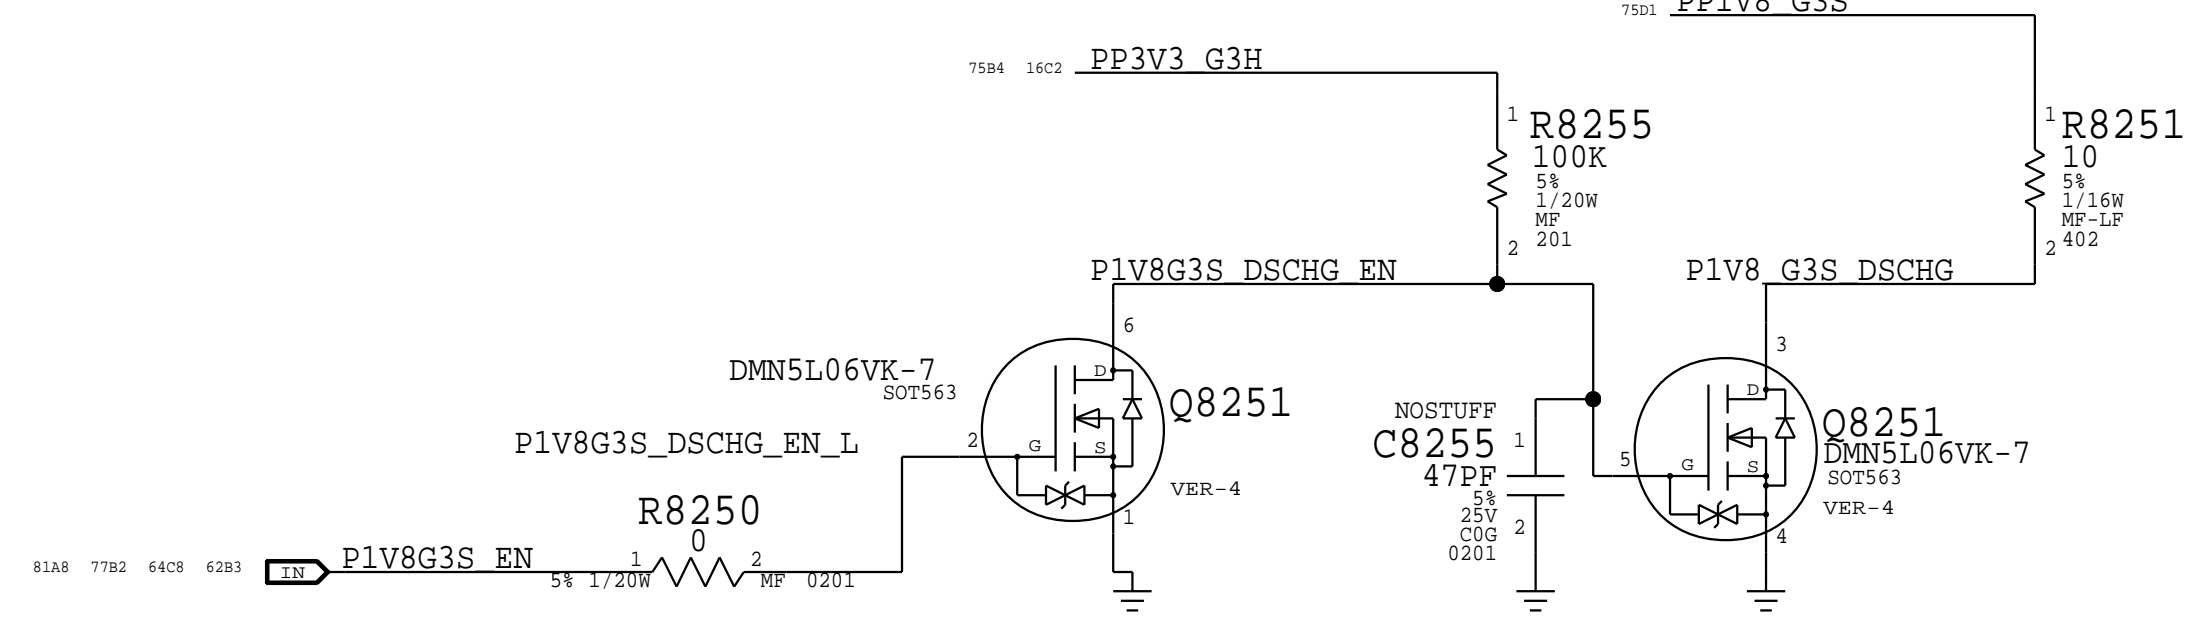 75D1 PP1V8_G3S
75B4 16C2 PP3V3_G3H
1
R8255
100K
5%
1/20W
MF
201
2
1
R8251
10
5%
1/16W
MF-LF
402
2
P1V8G3S_DSCHG_EN
P1V8_G3S_DSCHG
6
3
DMN5L06VK-7
SOT563
D
G
S
Q8251
VER-4
2
1
P1V8G3S_DSCHG_EN_L
NOSTUFF
C8255
47PF
5%
25V
C0G
0201
1
2
D
G
S
5
4
Q8251
DMN5L06VK-7
SOT563
VER-4
R8250
0
81A8 77B2 64C8 62B3 IN P1V8G3S_EN
1
2
5% 1/20W MF 0201